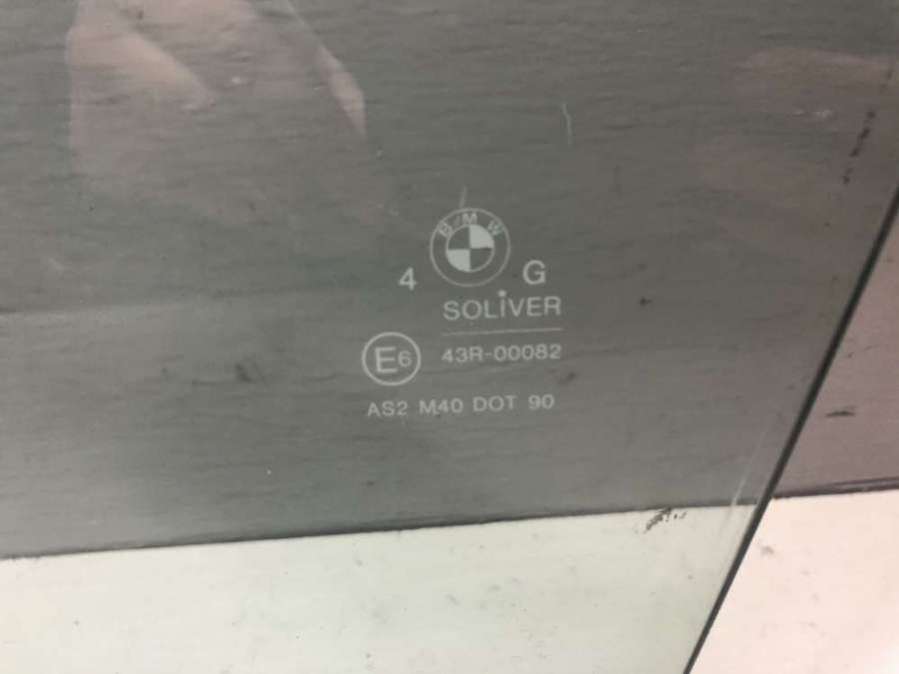 BMW
4 G
SOLiVER
E6 43R-00082
AS2 M40 DOT 90